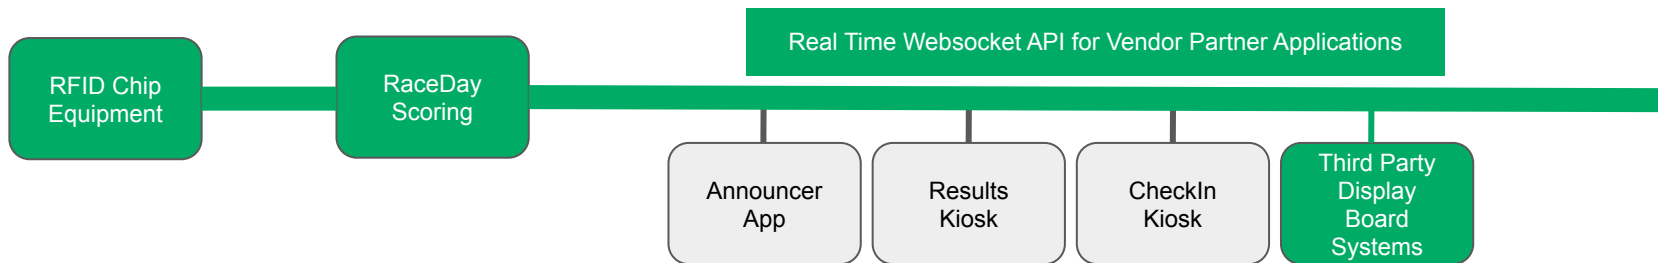 Real Time Websocket API for Vendor Partner Applications
RFID Chip
Equipment
RaceDay
Scoring
Announcer
App
Results
Kiosk
CheckIn
Kiosk
Third Party
Display
Board
Systems